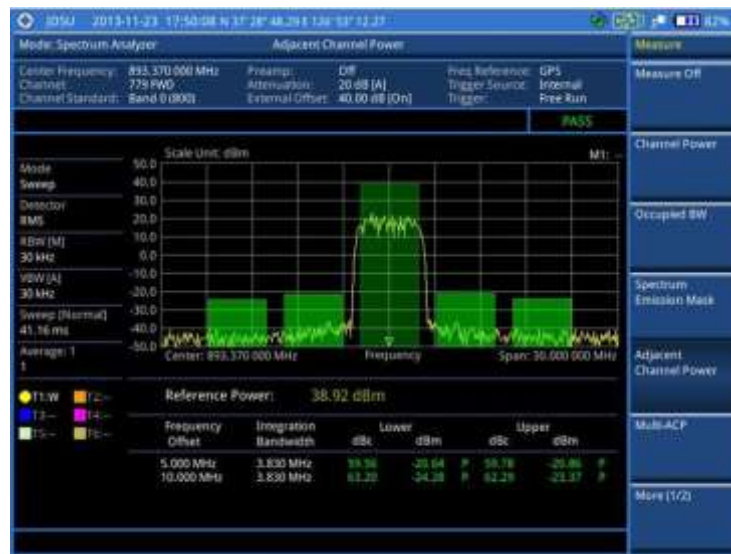 JDSU 2013-11-23 17:50:08 N 37° 28' 48.29 E 126° 53' 12.27 82%
Mode: Spectrum Analyzer Adjacent Channel Power
Measure
Center Frequency: 893.370 000 MHz Preamp: Off Freq Reference: GPS
Channel: 779 FWD Attenuation: 20 dB [A] Trigger Source: Internal
Channel Standard: Band 0 (800) External Offset: 40.00 dB [On] Trigger: Free Run
PASS
Measure Off
Channel Power
Occupied BW
Spectrum
Emission Mask
Adjacent
Channel Power
Multi-ACP
More (1/2)
Mode
Sweep
Detector
RMS
RBW [M]
30 kHz
VBW [A]
30 kHz
Sweep [Normal]
41.16 ms
Average: 1
1
Scale Unit: dBm M1: --
50.0
40.0
30.0
20.0
10.0
0.0
-10.0
-20.0
-30.0
-40.0
-50.0
Center: 893.370 000 MHz Frequency Span: 30.000 000 MHz
T1:W T2:--
T3:-- T4:--
T5:-- T6:--
Reference Power: 38.92 dBm
Frequency Integration Lower Upper
Offset Bandwidth dBc dBm dBc dBm
5.000 MHz 3.830 MHz 59.56 -20.64 P 59.78 -20.86 P
10.000 MHz 3.830 MHz 63.20 -24.28 P 62.29 -23.37 P